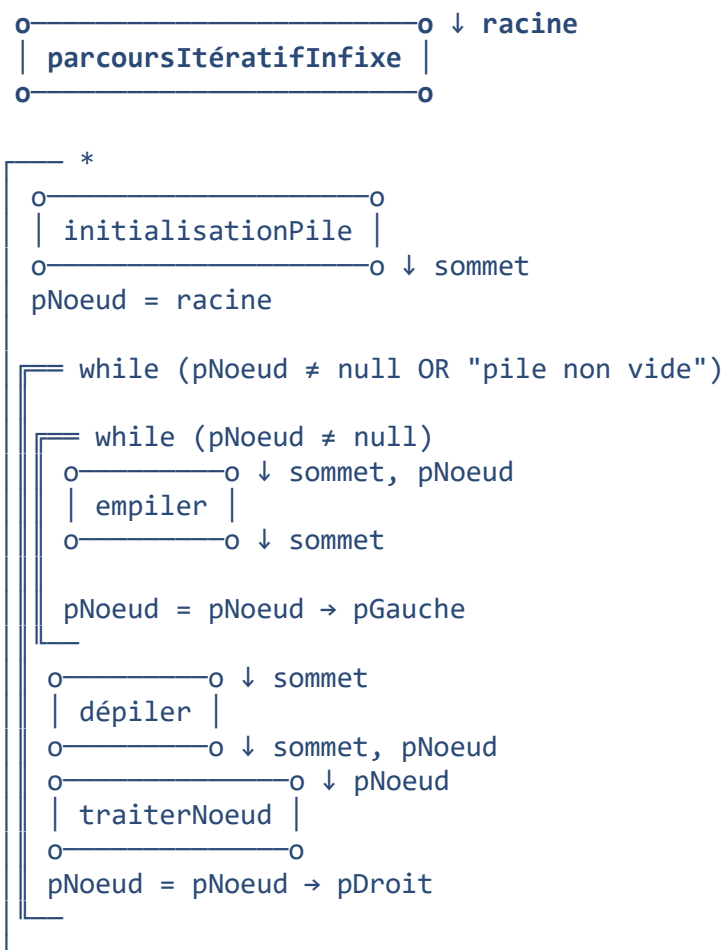 ↓ racine
parcoursItératifInfixe
*
initialisationPile
↓ sommet
pNoeud = racine
while (pNoeud ≠ null OR "pile non vide")
while (pNoeud ≠ null)
↓ sommet, pNoeud
empiler
↓ sommet
pNoeud = pNoeud → pGauche
↓ sommet
dépiler
↓ sommet, pNoeud
↓ pNoeud
traiterNoeud
pNoeud = pNoeud → pDroit